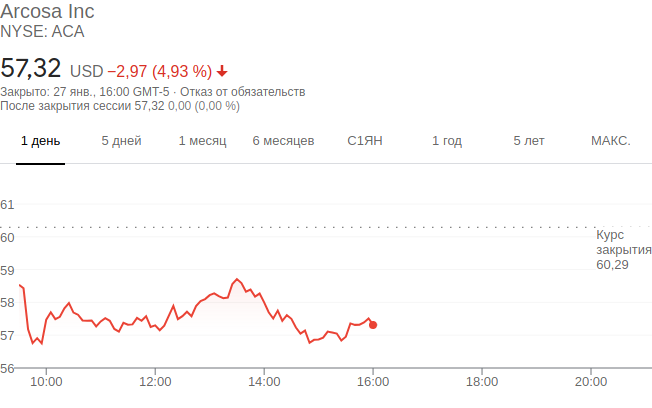 Arcosa Inc
NYSE: ACA
57,32 USD −2,97 (4,93 %)
Закрыто: 27 янв., 16:00 GMT-5 · Отказ от обязательств
После закрытия сессии 57,32 0,00 (0,00 %)
1 день 5 дней 1 месяц 6 месяцев С1ЯН 1 год 5 лет МАКС.
61
60
59
58
57
56
Курс
закрытия
60,29
10:00 12:00 14:00 16:00 18:00 20:00